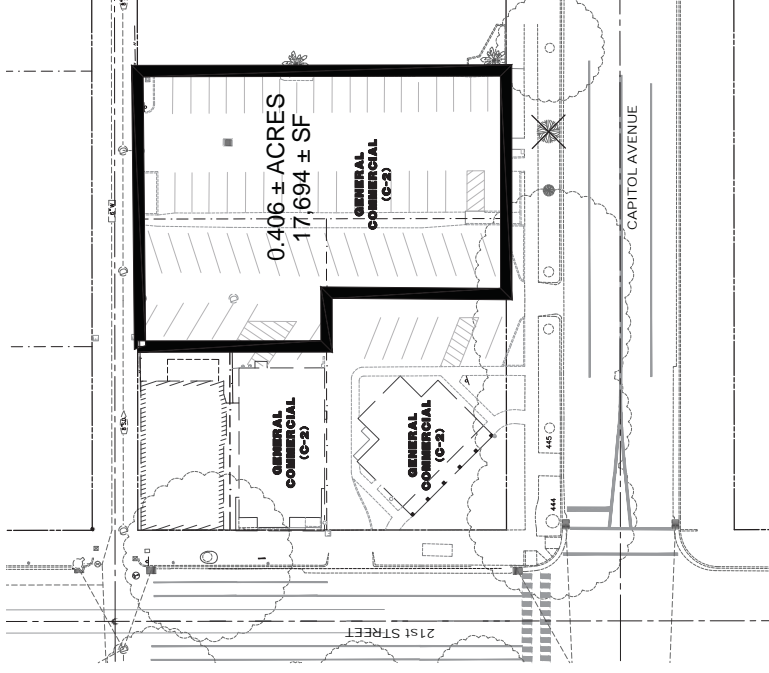 0.406 ± ACRES
17,694 ± SF
GENERAL
COMMERCIAL
(C-2)
CAPITOL AVENUE
GENERAL
COMMERCIAL
(C-2)
GENERAL
COMMERCIAL
(C-2)
445
444
21st STREET